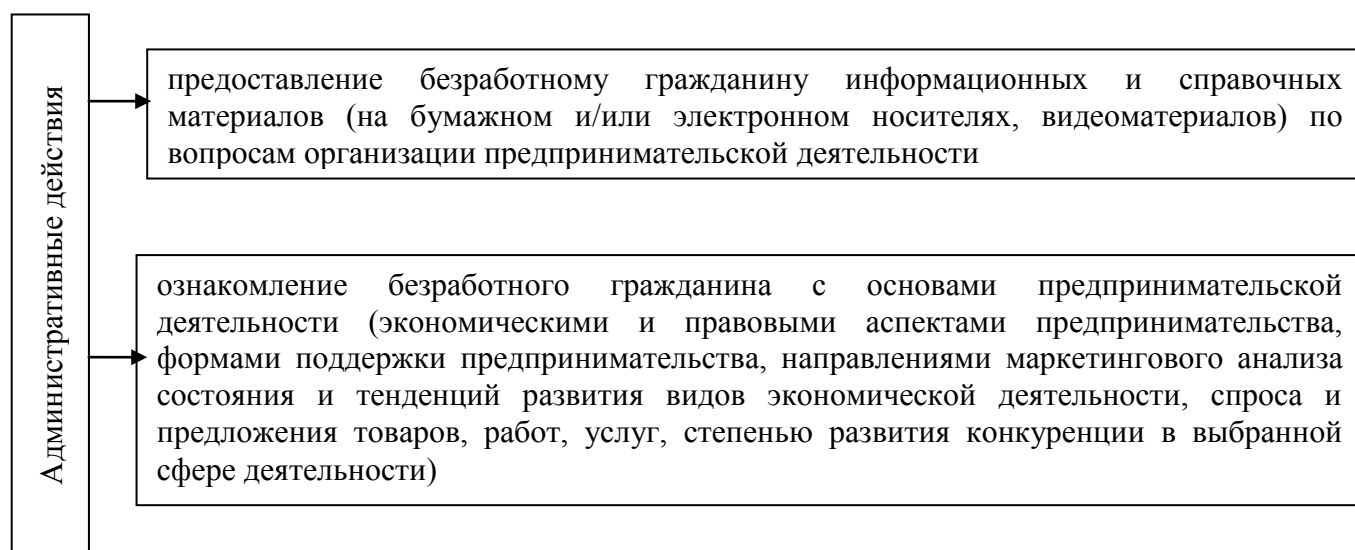 Административные действия
предоставление безработному гражданину информационных и справочных
материалов (на бумажном и/или электронном носителях, видеоматериалов) по
вопросам организации предпринимательской деятельности
ознакомление безработного гражданина с основами предпринимательской
деятельности (экономическими и правовыми аспектами предпринимательства,
формами поддержки предпринимательства, направлениями маркетингового анализа
состояния и тенденций развития видов экономической деятельности, спроса и
предложения товаров, работ, услуг, степенью развития конкуренции в выбранной
сфере деятельности)